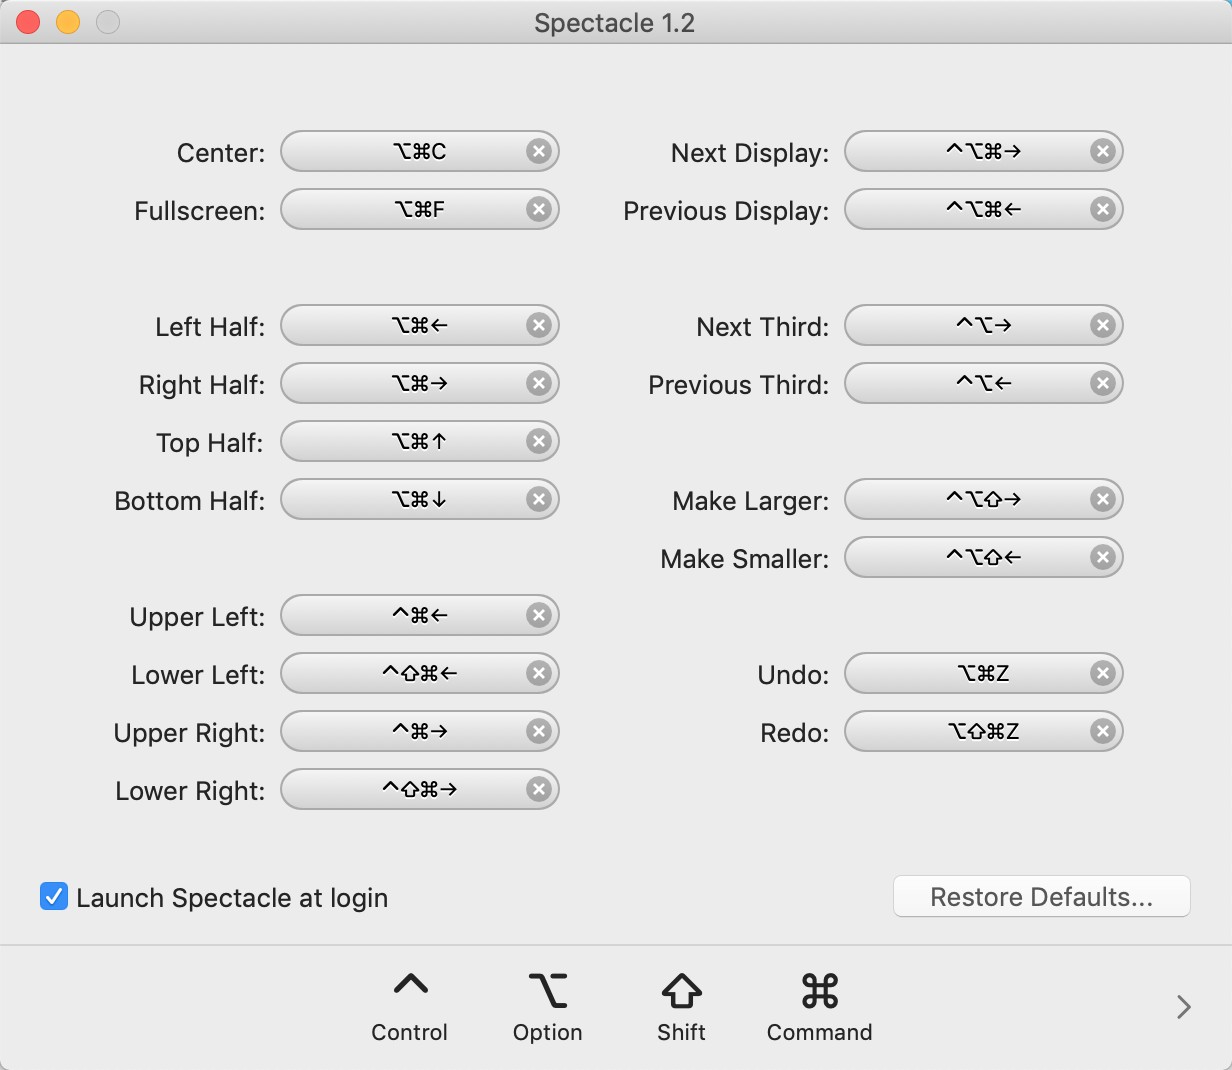 Spectacle 1.2
Center: ⌥⌘C
Fullscreen: ⌥⌘F
Left Half: ⌥⌘←
Right Half: ⌥⌘→
Top Half: ⌥⌘↑
Bottom Half: ⌥⌘↓
Upper Left: ^⌘←
Lower Left: ^⇧⌘←
Upper Right: ^⌘→
Lower Right: ^⇧⌘→
Next Display: ^⌥⌘→
Previous Display: ^⌥⌘←
Next Third: ^⌥→
Previous Third: ^⌥←
Make Larger: ^⌥⇧→
Make Smaller: ^⌥⇧←
Undo: ⌥⌘Z
Redo: ⌥⇧⌘Z
Launch Spectacle at login
Restore Defaults...
^ ⌥ ⇧ ⌘
Control Option Shift Command